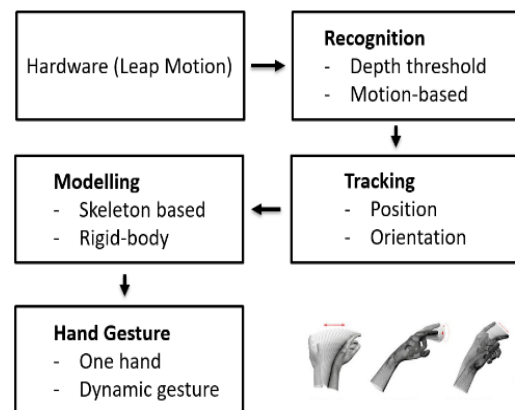 Hardware (Leap Motion)
Recognition
- Depth threshold
- Motion-based
Tracking
- Position
- Orientation
Modelling
- Skeleton based
- Rigid-body
Hand Gesture
- One hand
- Dynamic gesture